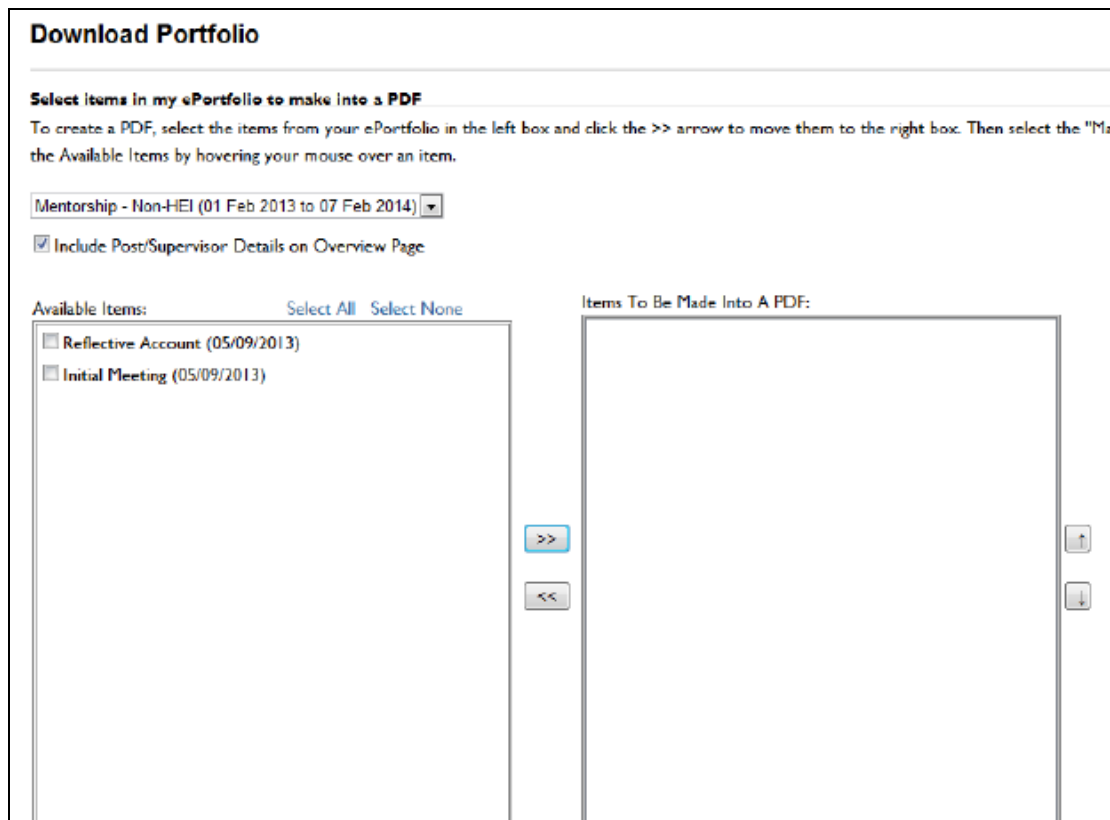 Download Portfolio
Select items in my ePortfolio to make into a PDF
To create a PDF, select the items from your ePortfolio in the left box and click the >> arrow to move them to the right box. Then select the "Ma
the Available Items by hovering your mouse over an item.
Mentorship - Non-HEI (01 Feb 2013 to 07 Feb 2014)
Include Post/Supervisor Details on Overview Page
Available Items: Select All Select None
Items To Be Made Into A PDF:
Reflective Account (05/09/2013)
Initial Meeting (05/09/2013)
>>
↑
<<
↓